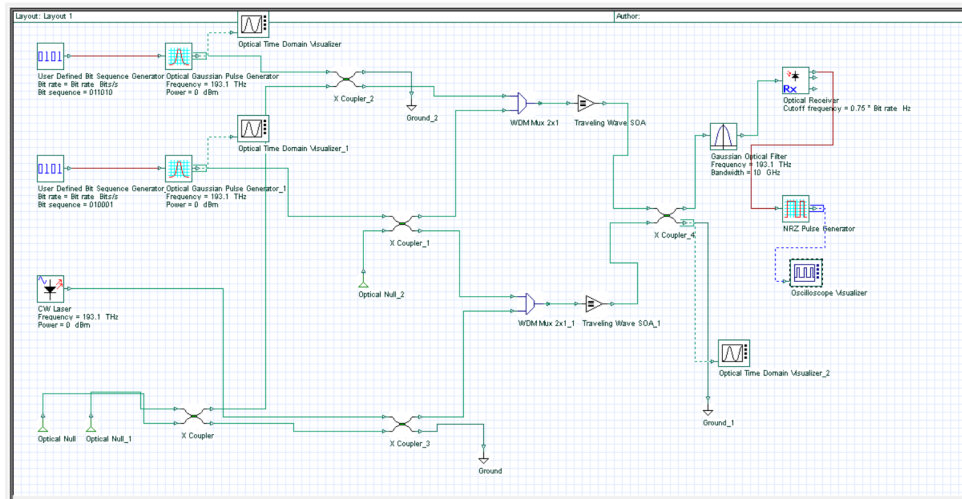 Layout: Layout 1
Author:
Optical Time Domain Visualizer
User Defined Bit Sequence Generator
Bit rate = Bit rate Bits/s
Bit sequence = 011010
Optical Gaussian Pulse Generator
Frequency = 193.1 THz
Power = 0 dBm
X Coupler_2
Ground_2
WDM Mux 2x1
Traveling Wave SOA
Rx
Optical Receiver
Cutoff frequency = 0.75 * Bit rate Hz
Optical Time Domain Visualizer_1
Gaussian Optical Filter
Frequency = 193.1 THz
Bandwidth = 10 GHz
User Defined Bit Sequence Generator_
Bit rate = Bit rate Bits/s
Bit sequence = 010001
Optical Gaussian Pulse Generator_1
Frequency = 193.1 THz
Power = 0 dBm
X Coupler_1
X Coupler_4
NRZ Pulse Generator
Optical Null_2
Oscilloscope Visualizer
CW Laser
Frequency = 193.1 THz
Power = 0 dBm
WDM Mux 2x1_1
Traveling Wave SOA_1
Optical Time Domain Visualizer_2
Optical Null
Optical Null_1
X Coupler
X Coupler_3
Ground_1
Ground